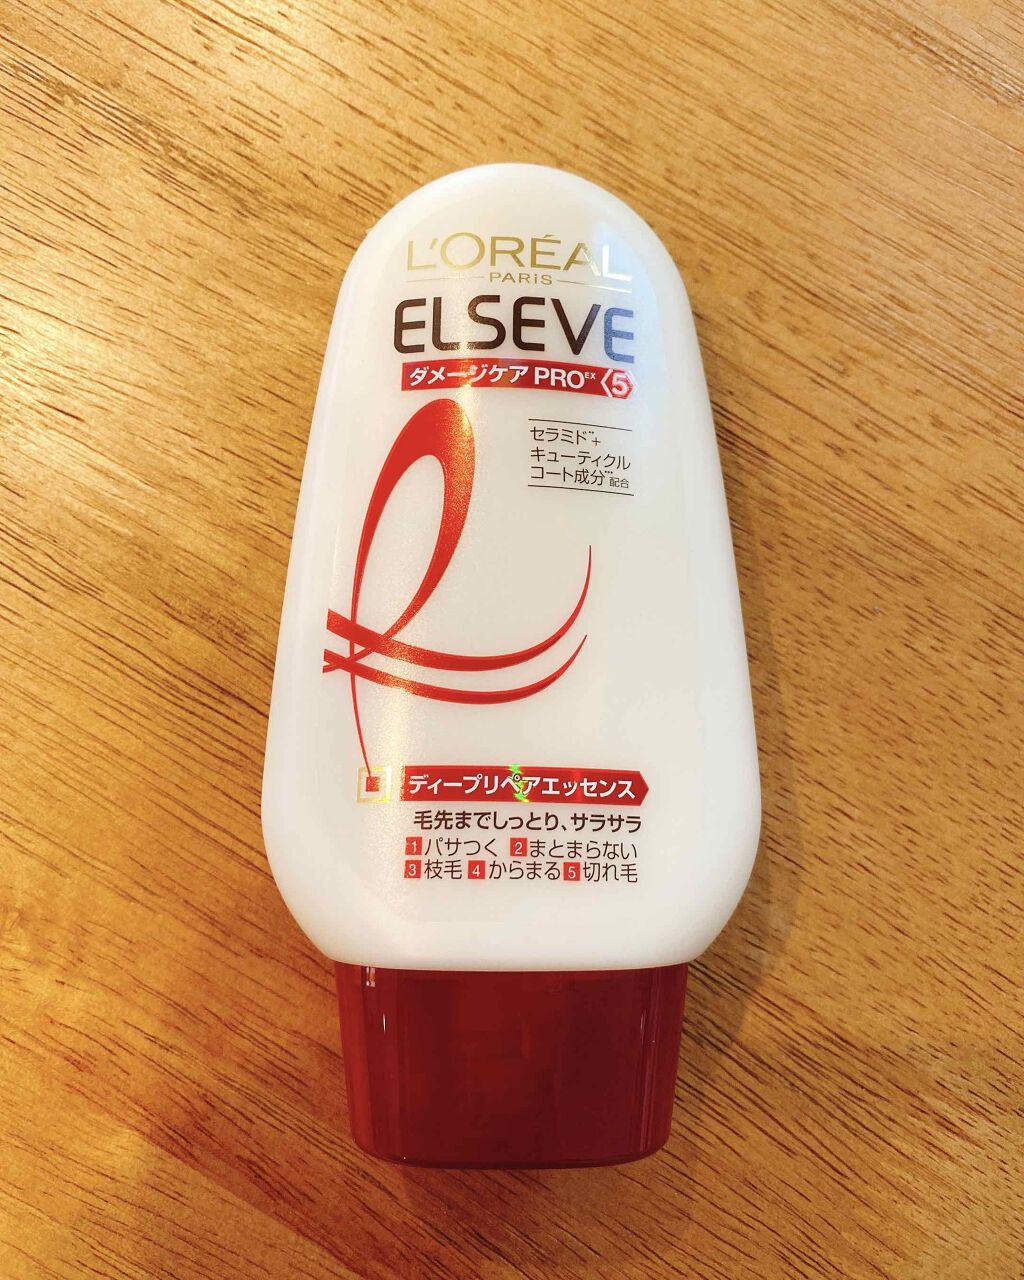 L'ORÉAL
PARiS
ELSEVE
ダメージケア PRO EX 5
セラミド**+
キューティクル
コート成分***配合
ディープリペアエッセンス
毛先までしっとり、サラサラ
1 パサつく 2 まとまらない
3 枝毛 4 からまる 5 切れ毛